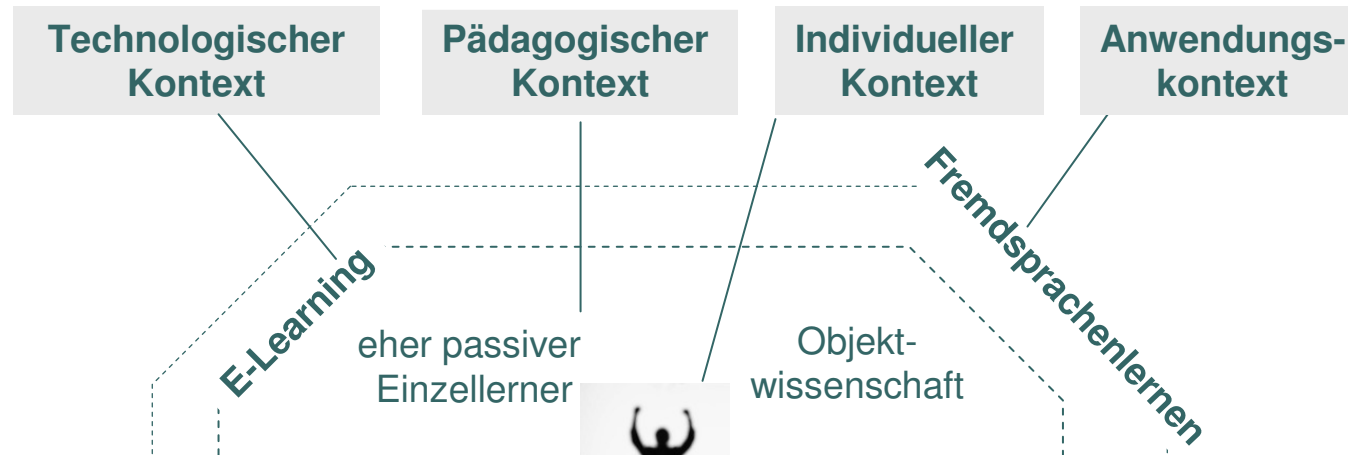 Technologischer
Kontext
Pädagogischer
Kontext
Individueller
Kontext
Anwendungs-
kontext
E-Learning
Fremdsprachenlernen
eher passiver
Einzellerner
Objekt-
wissenschaft